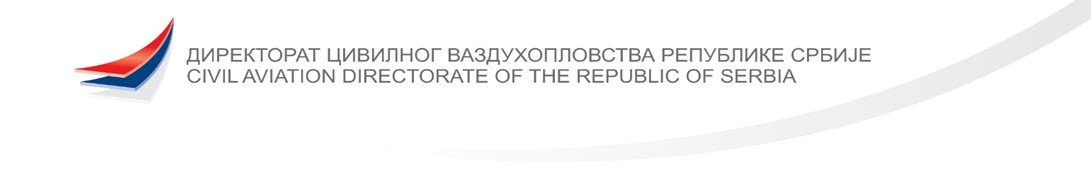 ДИРЕКТОРАТ ЦИВИЛНОГ ВАЗДУХОПЛОВСТВА РЕПУБЛИКЕ СРБИЈЕ
CIVIL AVIATION DIRECTORATE OF THE REPUBLIC OF SERBIA